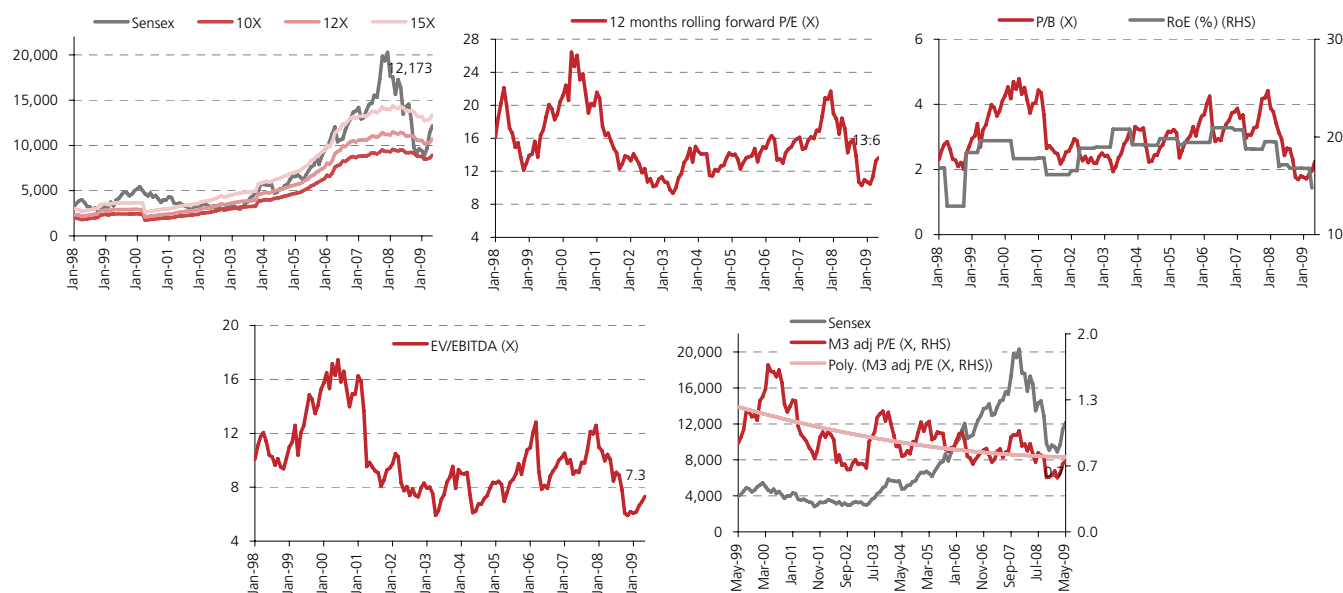 Sensex 10X 12X 15X
20,000
15,000
10,000
5,000
0
12,173
Jan-98 Jan-99 Jan-00 Jan-01 Jan-02 Jan-03 Jan-04 Jan-05 Jan-06 Jan-07 Jan-08 Jan-09
12 months rolling forward P/E (X)
28
24
20
16
12
8
4
13.6
Jan-98 Jan-99 Jan-00 Jan-01 Jan-02 Jan-03 Jan-04 Jan-05 Jan-06 Jan-07 Jan-08 Jan-09
P/B (X) RoE (%) (RHS)
6 30
4
20
2
0 10
Jan-98 Jan-99 Jan-00 Jan-01 Jan-02 Jan-03 Jan-04 Jan-05 Jan-06 Jan-07 Jan-08 Jan-09
EV/EBITDA (X)
20
16
12
8
4
7.3
Jan-98 Jan-99 Jan-00 Jan-01 Jan-02 Jan-03 Jan-04 Jan-05 Jan-06 Jan-07 Jan-08 Jan-09
Sensex
M3 adj P/E (X, RHS)
Poly. (M3 adj P/E (X, RHS))
20,000
16,000
12,000
8,000
4,000
0
2.0
1.3
0.7
0.0
May-99 Mar-00 Jan-01 Nov-01 Sep-02 Jul-03 May-04 Mar-05 Jan-06 Nov-06 Sep-07 Jul-08 May-09